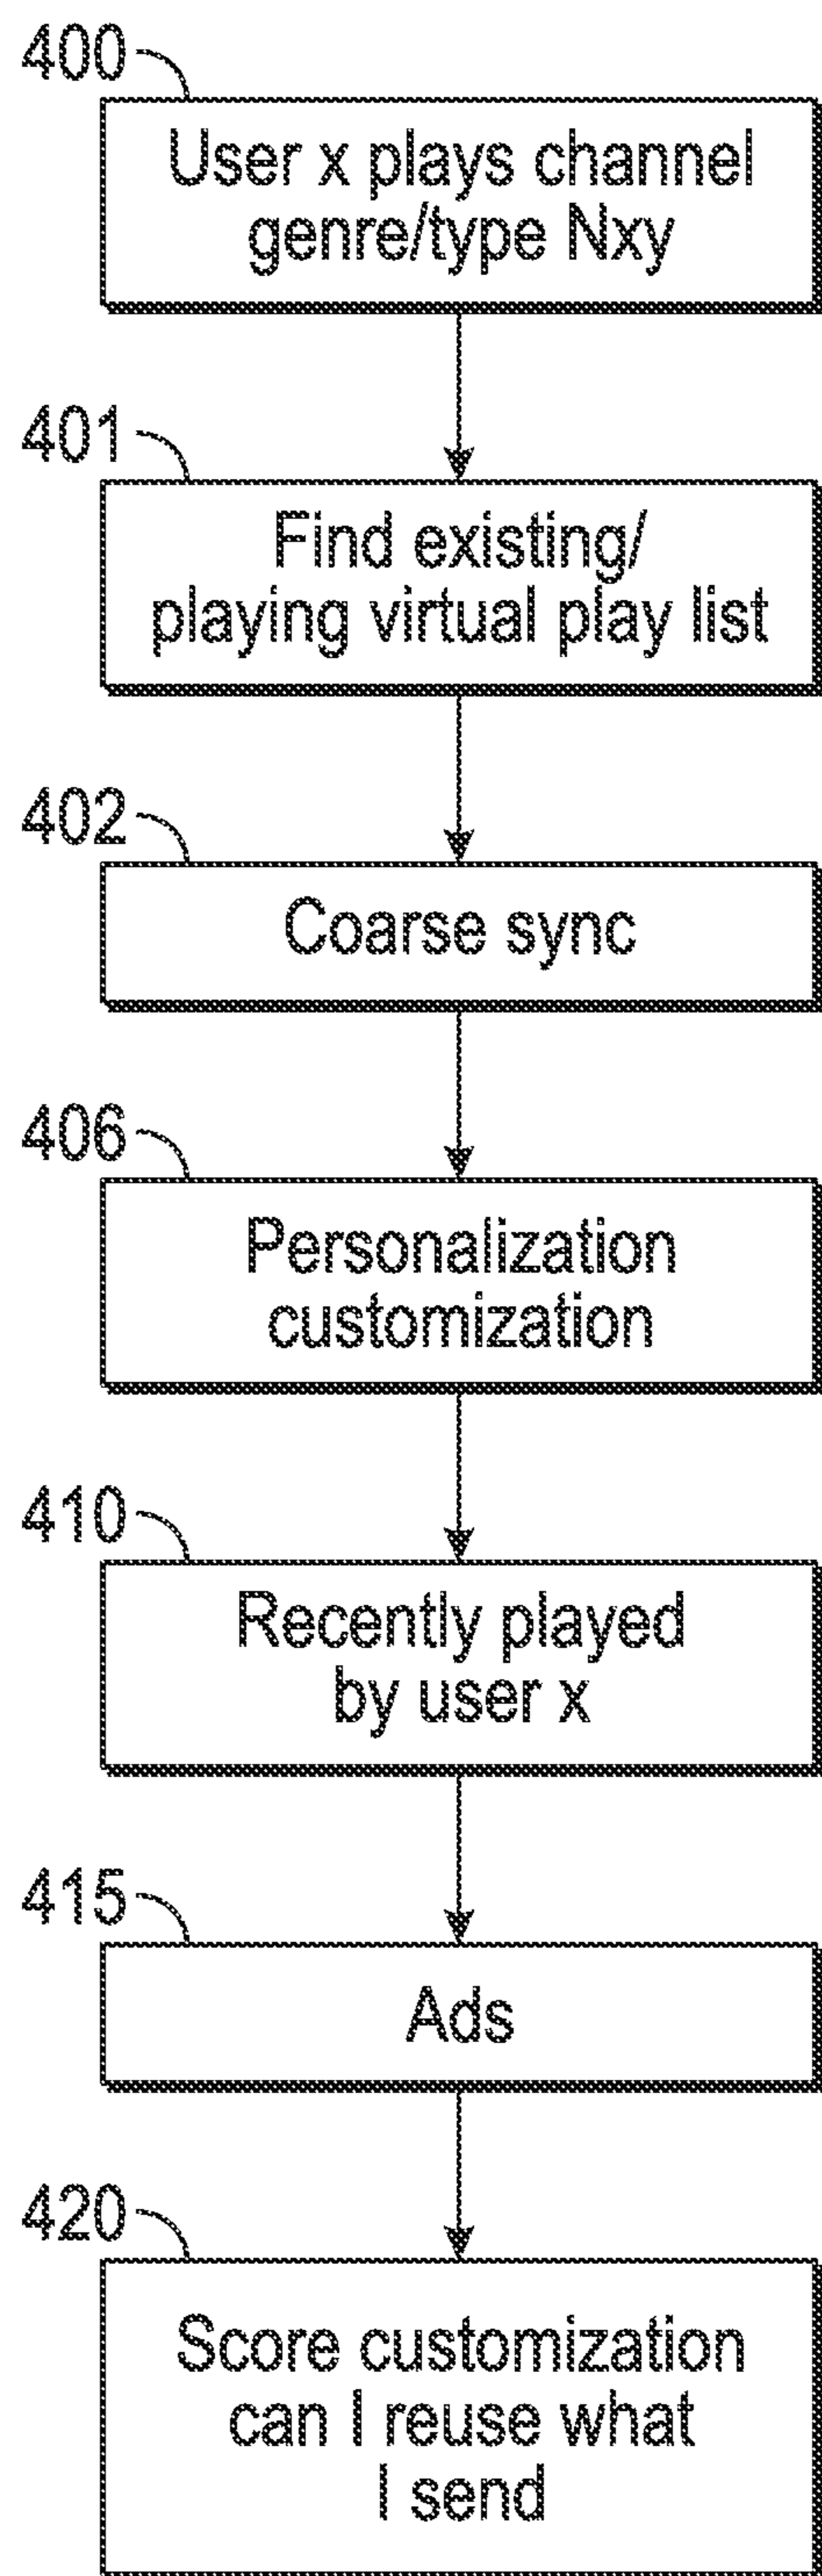 400
User x plays channel
genre/type Nxy
401
Find existing/
playing virtual play list
402
Coarse sync
406
Personalization
customization
410
Recently played
by user x
415
Ads
420
Score customization
can I reuse what
I send